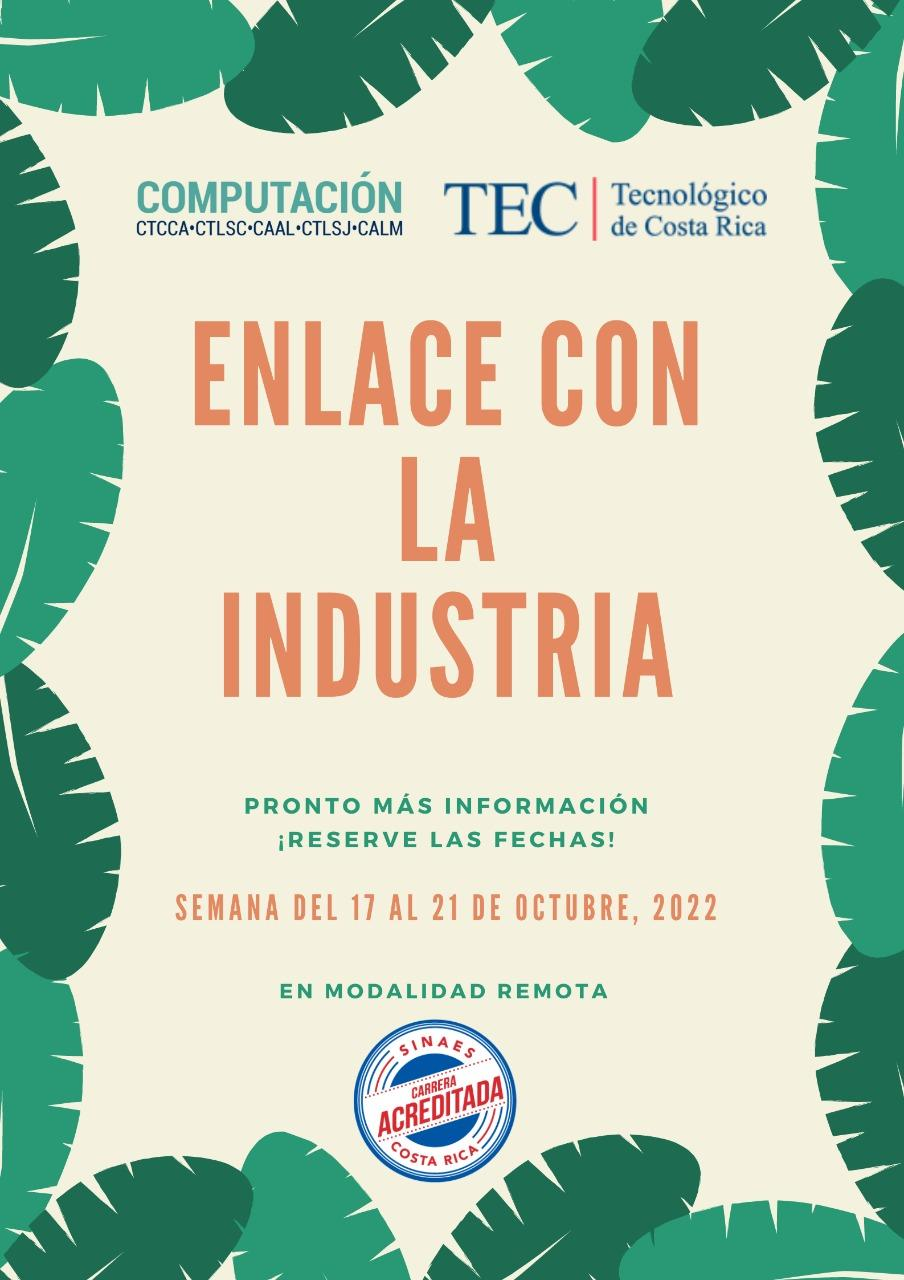 COMPUTACIÓN
CTCCA•CTLSC•CAAL•CTLSJ•CALM
TEC
Tecnológico
de Costa Rica
ENLACE CON
LA
INDUSTRIA
PRONTO MÁS INFORMACIÓN
¡RESERVE LAS FECHAS!
SEMANA DEL 17 AL 21 DE OCTUBRE, 2022
EN MODALIDAD REMOTA
SINAES
CARRERA
ACREDITADA
COSTA RICA